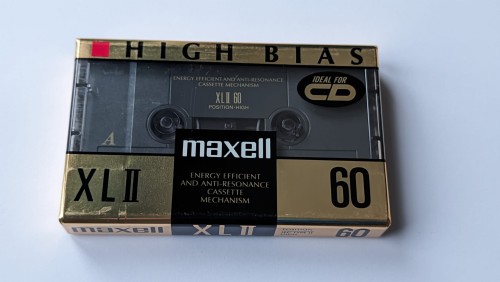 HIGH BIAS
ENERGY EFFICIENT AND ANTI-RESONANCE
CASSETTE MECHANISM
IDEAL FOR
CD
XLII 60
POSITION•HIGH
A
maxell
XLII
ENERGY EFFICIENT
AND ANTI-RESONANCE
CASSETTE
MECHANISM
60
maxell
XLII
60